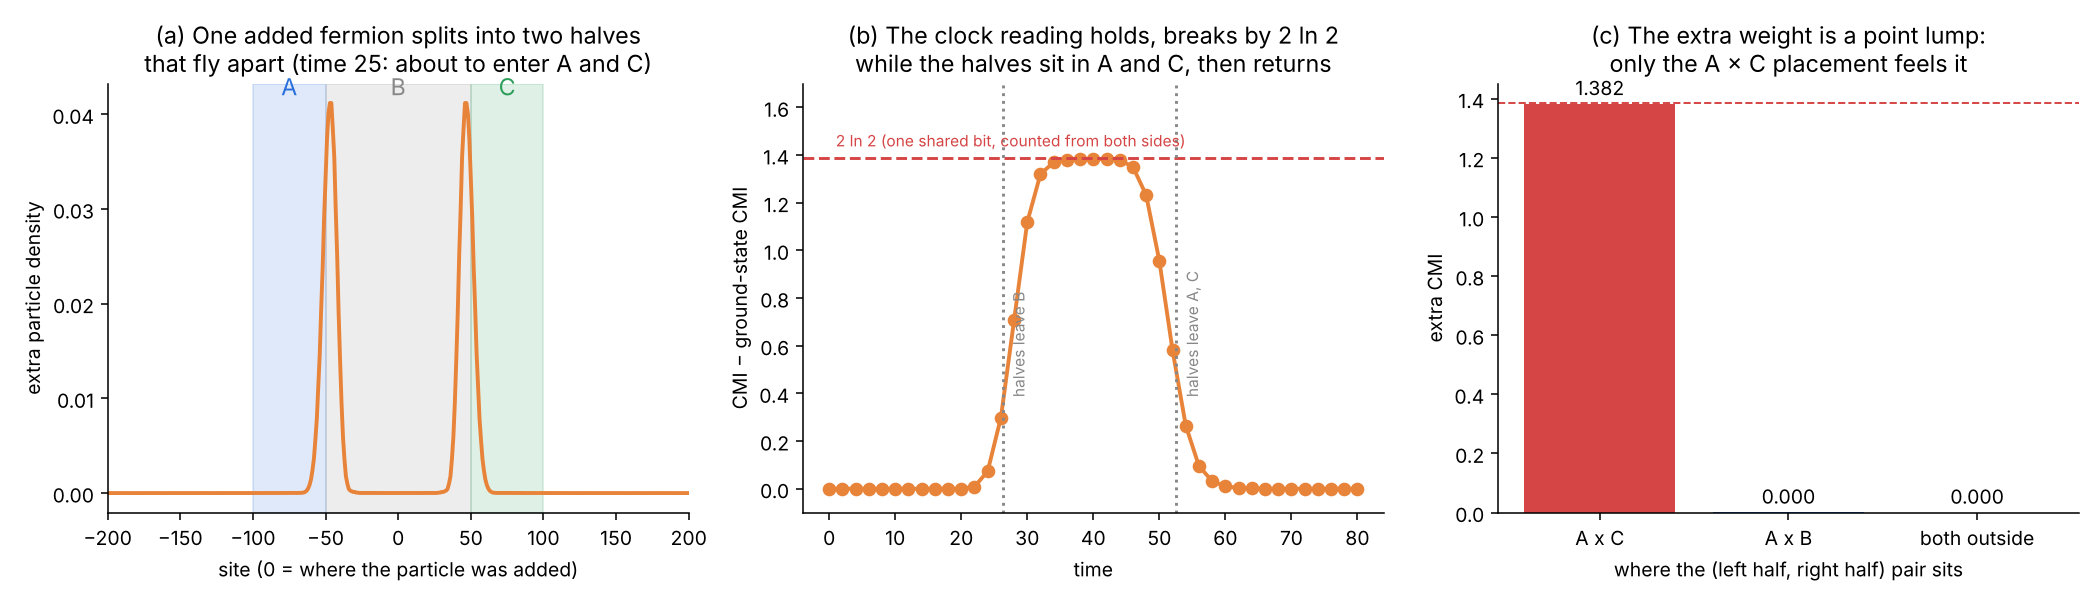 (a) One added fermion splits into two halves
that fly apart (time 25: about to enter A and C)
A
B
C
extra particle density
0.04
0.03
0.02
0.01
0.00
−200
−150
−100
−50
0
50
100
150
200
site (0 = where the particle was added)
(b) The clock reading holds, breaks by 2 ln 2
while the halves sit in A and C, then returns
CMI − ground-state CMI
1.6
1.4
1.2
1.0
0.8
0.6
0.4
0.2
0.0
2 ln 2 (one shared bit, counted from both sides)
halves leave B
halves leave A, C
0
10
20
30
40
50
60
70
80
time
(c) The extra weight is a point lump:
only the A × C placement feels it
extra CMI
1.4
1.2
1.0
0.8
0.6
0.4
0.2
0.0
1.382
0.000
0.000
A x C
A x B
both outside
where the (left half, right half) pair sits